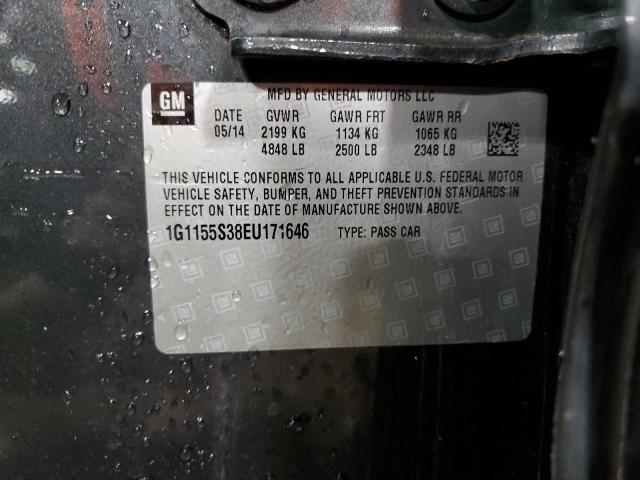 GM
MFD BY GENERAL MOTORS LLC
DATE GVWR GAWR FRT GAWR RR
05/14 2199 KG 1134 KG 1065 KG
4848 LB 2500 LB 2348 LB
THIS VEHICLE CONFORMS TO ALL APPLICABLE U.S. FEDERAL MOTOR
VEHICLE SAFETY, BUMPER, AND THEFT PREVENTION STANDARDS IN
EFFECT ON THE DATE OF MANUFACTURE SHOWN ABOVE.
1G1155S38EU171646 TYPE: PASS CAR